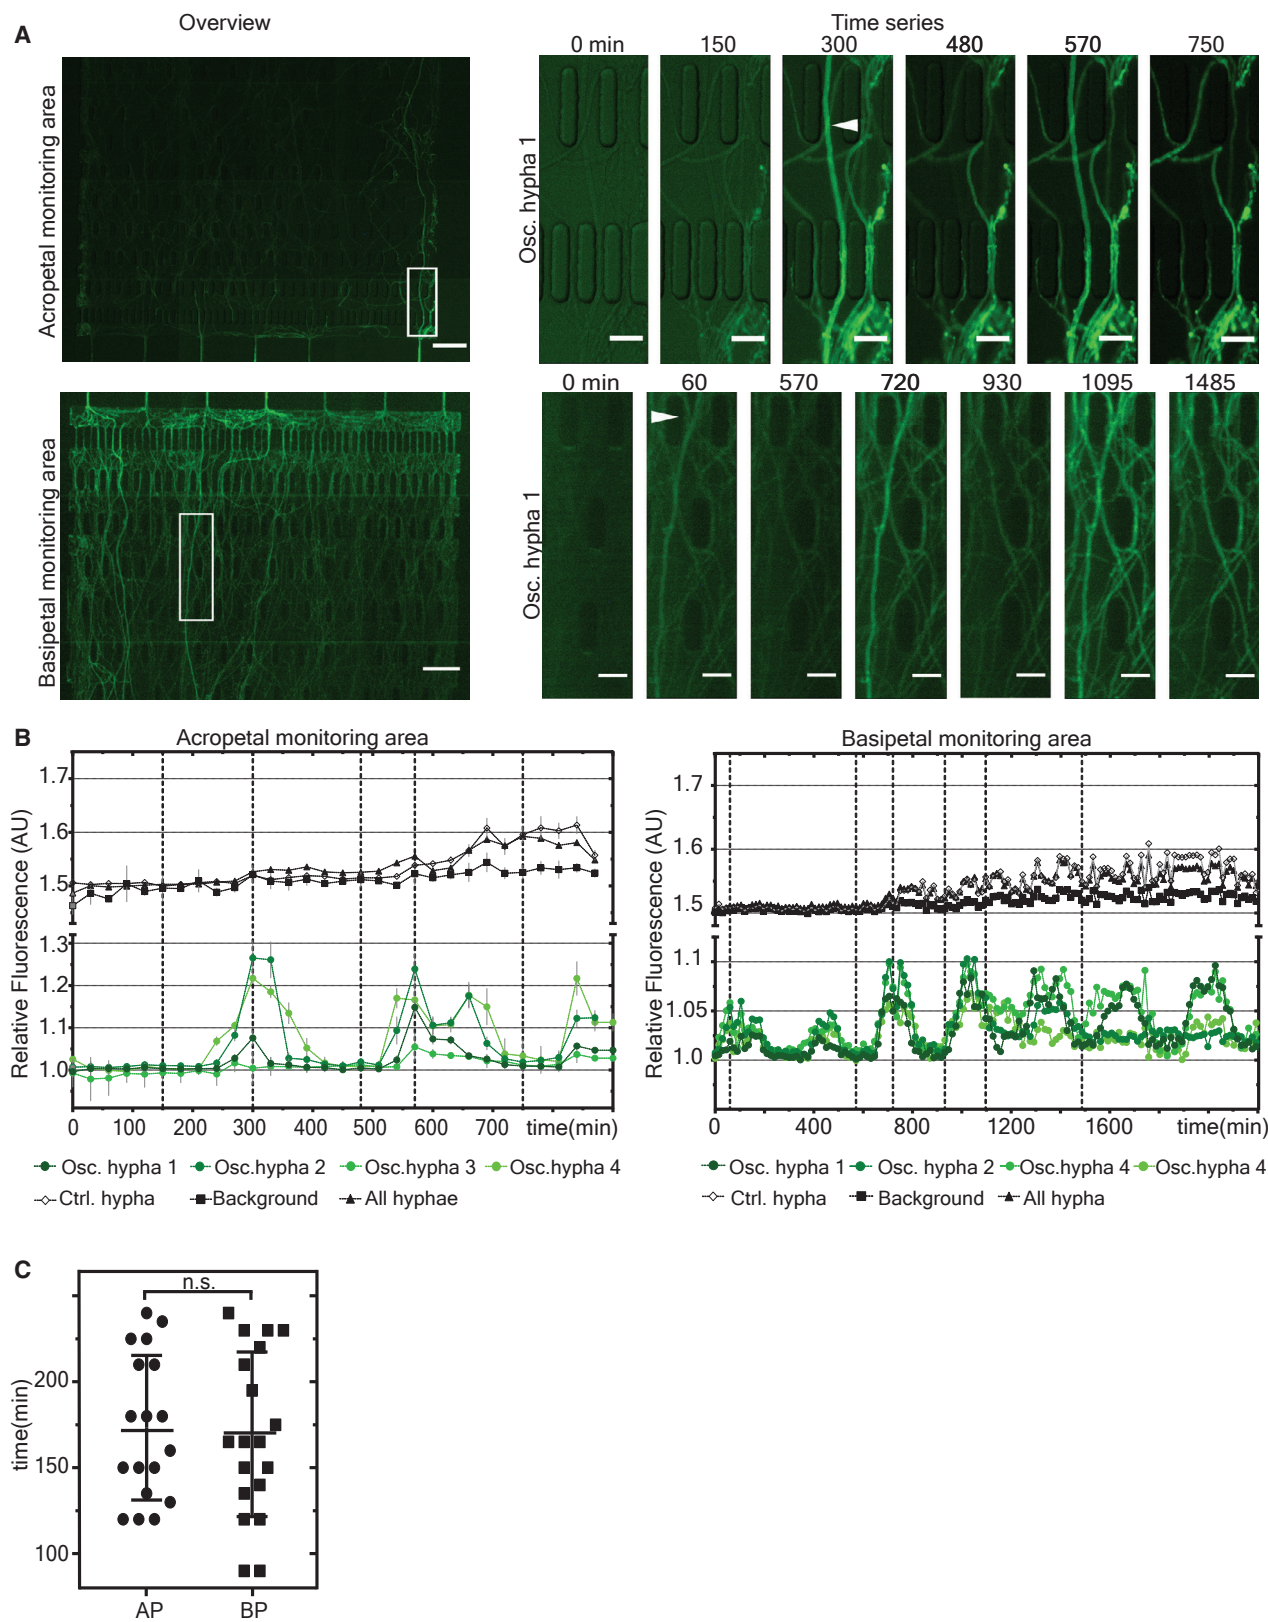 A
Overview
Time series
0 min 150 300 480 570 750
Acropetal monitoring area
Osc. hypha 1
0 min 60 570 720 930 1095 1485
Basipetal monitoring area
Osc. hypha 1
B
Acropetal monitoring area
Relative Fluorescence (AU)
1.7
1.6
1.5
1.3
1.2
1.1
1.0
0 100 200 300 400 500 600 700 time(min)
Osc. hypha 1 Osc.hypha 2 Osc.hypha 3 Osc.hypha 4
Ctrl. hypha Background All hyphae
Basipetal monitoring area
Relative Fluorescence (AU)
1.7
1.6
1.5
1.1
1.05
1.0
0 400 800 1200 1600 time(min)
Osc. hypha 1 Osc. hypha 2 Osc.hypha 4 Osc.hypha 4
Ctrl. hypha Background All hypha
C
n.s.
time(min)
200
150
100
AP BP